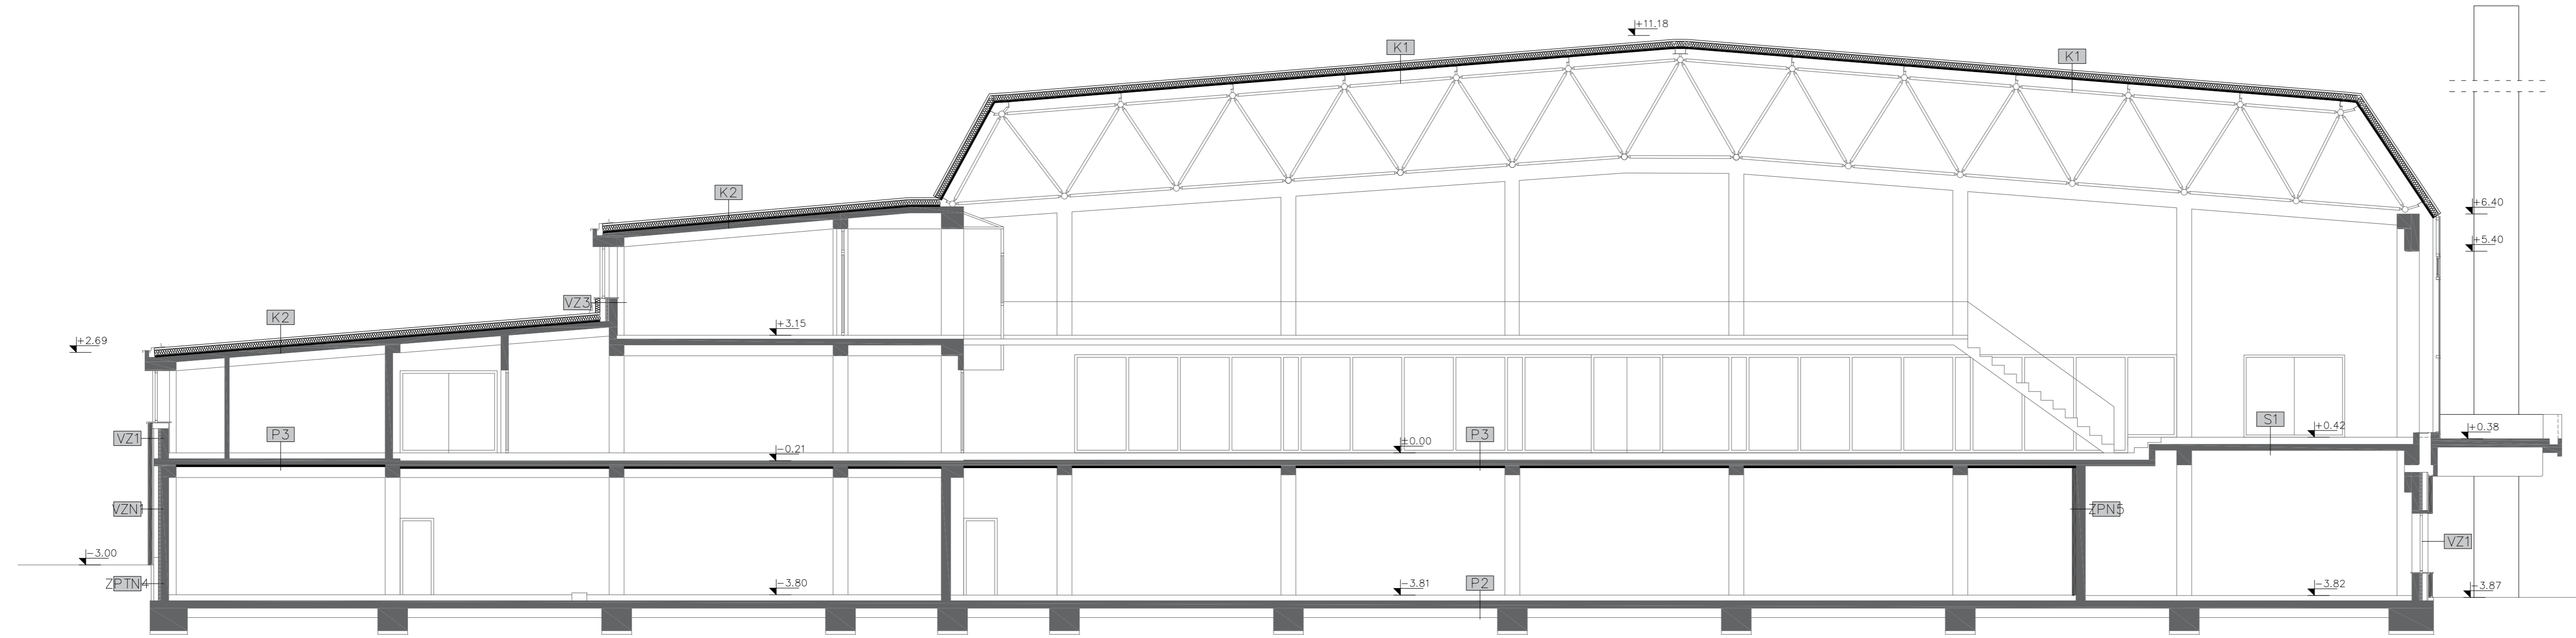 +11.18
K1
K1
K2
+6.40
+5.40
VZ3
K2
+3.15
+2.69
S1
+0.42
+0.38
VZ1
P3
P3
±0.00
-0.21
VZN1
ZPN5
VZ1
-3.00
ZPTN4
-3.80
-3.81
P2
-3.82
-3.87